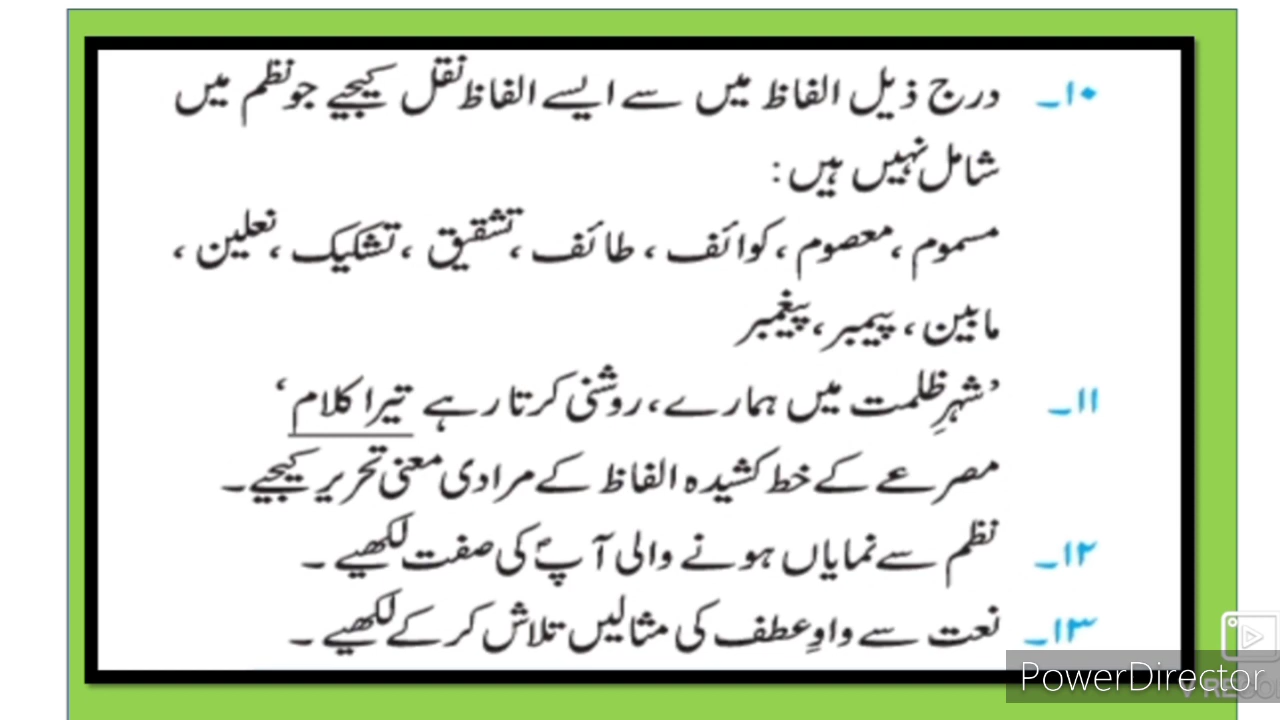 ۱۰۔ درج ذیل الفاظ میں سے ایسے الفاظ نقل کیجیے جو نظم میں
شامل نہیں ہیں :
مسموم ، معصوم ، کوائف ، طائف ، تشقیق ، تشکیک ، نعلین ،
مابین ، پیمبر ، پیغمبر
۱۱۔ ’شہرِ ظلمت میں ہمارے، روشنی کرتا رہے تیرا کلام‘
مصرعے کے خط کشیدہ الفاظ کے مرادی معنی تحریر کیجیے۔
۱۲۔ نظم سے نمایاں ہونے والی آپؐ کی صفت لکھیے۔
۱۳۔ نعت سے واوِ عطف کی مثالیں تلاش کر کے لکھیے۔
PowerDirector